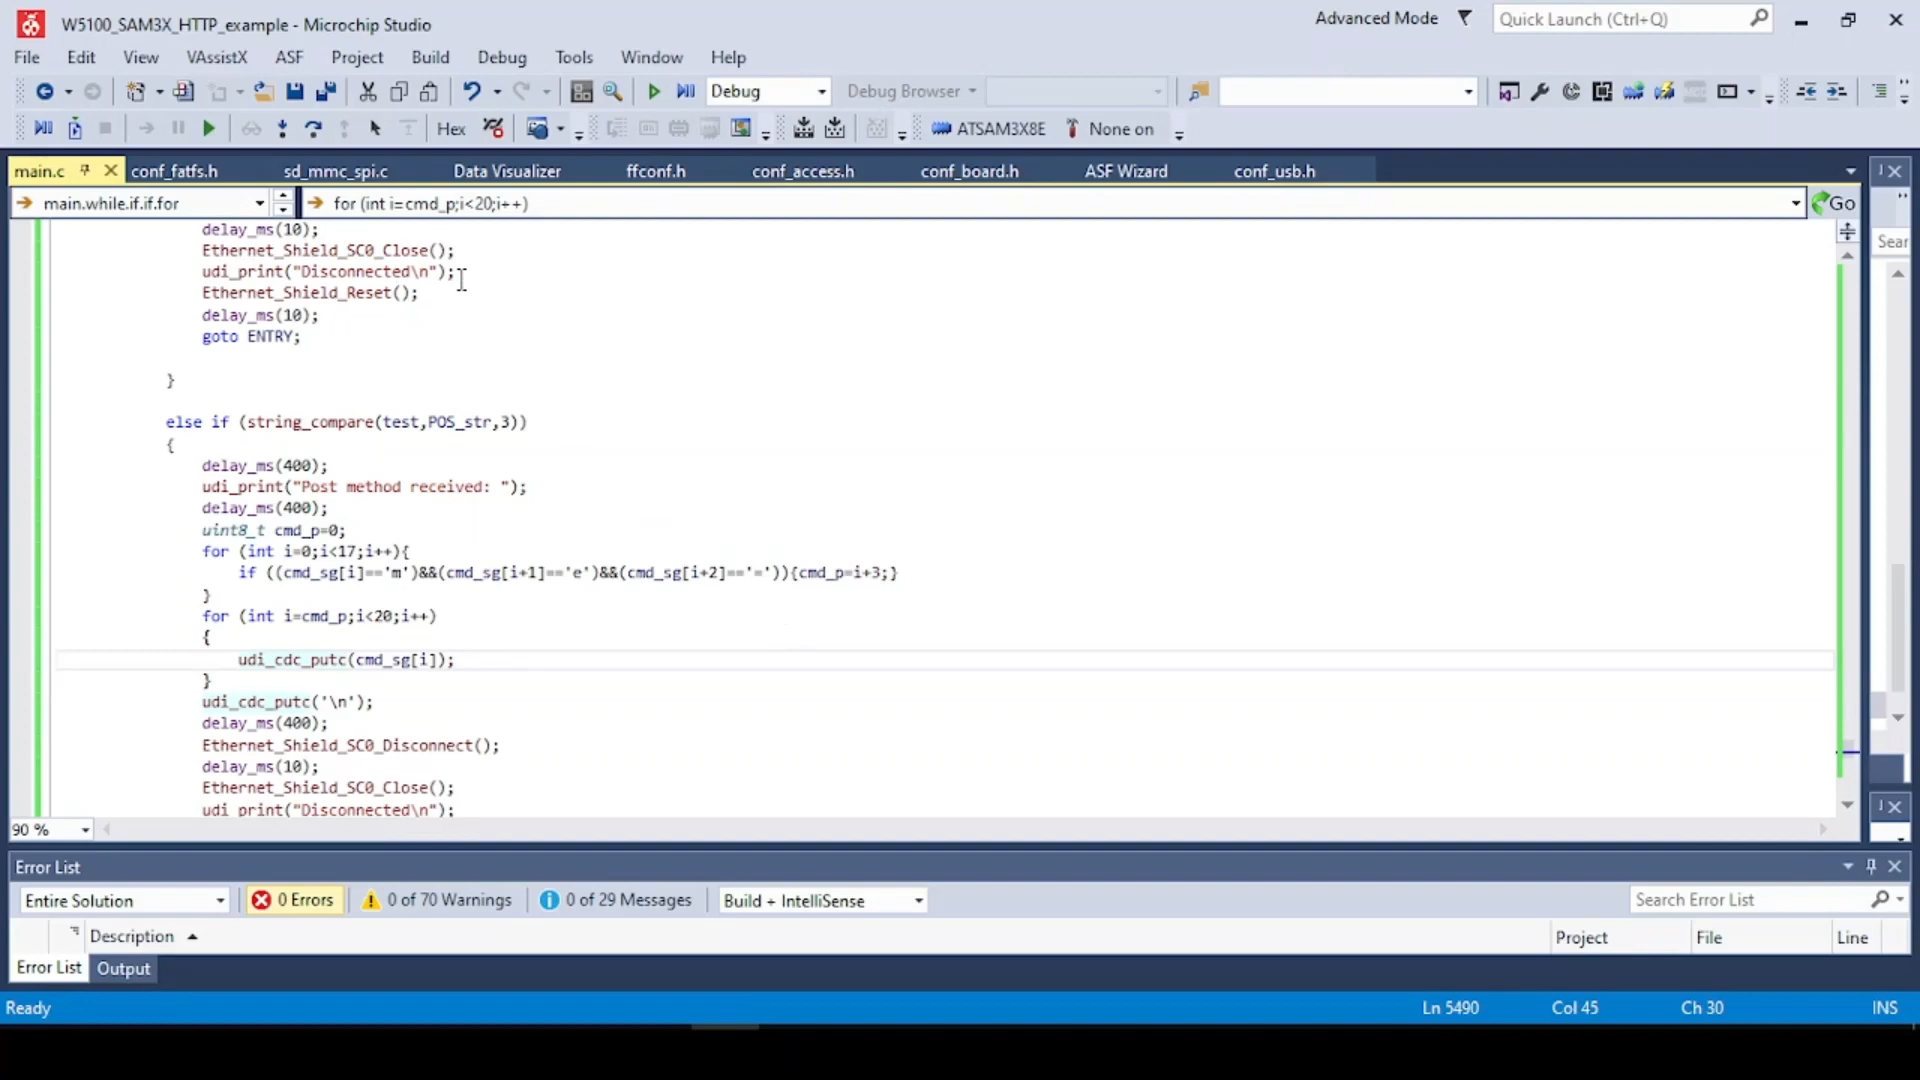 W5100_SAM3X_HTTP_example - Microchip Studio
Advanced Mode
Quick Launch (Ctrl+Q)
File Edit View VAssistX ASF Project Build Debug Tools Window Help
Debug Debug Browser
Hex ATSAM3X8E None on
main.c conf_fatfs.h sd_mmc_spi.c Data Visualizer ffconf.h conf_access.h conf_board.h ASF Wizard conf_usb.h
main.while.if.if.for for (int i=cmd_p;i<20;i++) Go
Sear
delay_ms(10);
Ethernet_Shield_SC0_Close();
udi_print("Disconnected\n");
Ethernet_Shield_Reset();
delay_ms(10);
goto ENTRY;
}
else if (string_compare(test,POS_str,3))
{
delay_ms(400);
udi_print("Post method received: ");
delay_ms(400);
uint8_t cmd_p=0;
for (int i=0;i<17;i++){
if ((cmd_sg[i]=='m')&&(cmd_sg[i+1]=='e')&&(cmd_sg[i+2]=='=')){cmd_p=i+3;}
}
for (int i=cmd_p;i<20;i++)
{
udi_cdc_putc(cmd_sg[i]);
}
udi_cdc_putc('\n');
delay_ms(400);
Ethernet_Shield_SC0_Disconnect();
delay_ms(10);
Ethernet_Shield_SC0_Close();
udi_print("Disconnected\n");
90 %
Error List
Entire Solution 0 Errors 0 of 70 Warnings 0 of 29 Messages Build + IntelliSense Search Error List
Description Project File Line
Error List Output
Ready Ln 5490 Col 45 Ch 30 INS